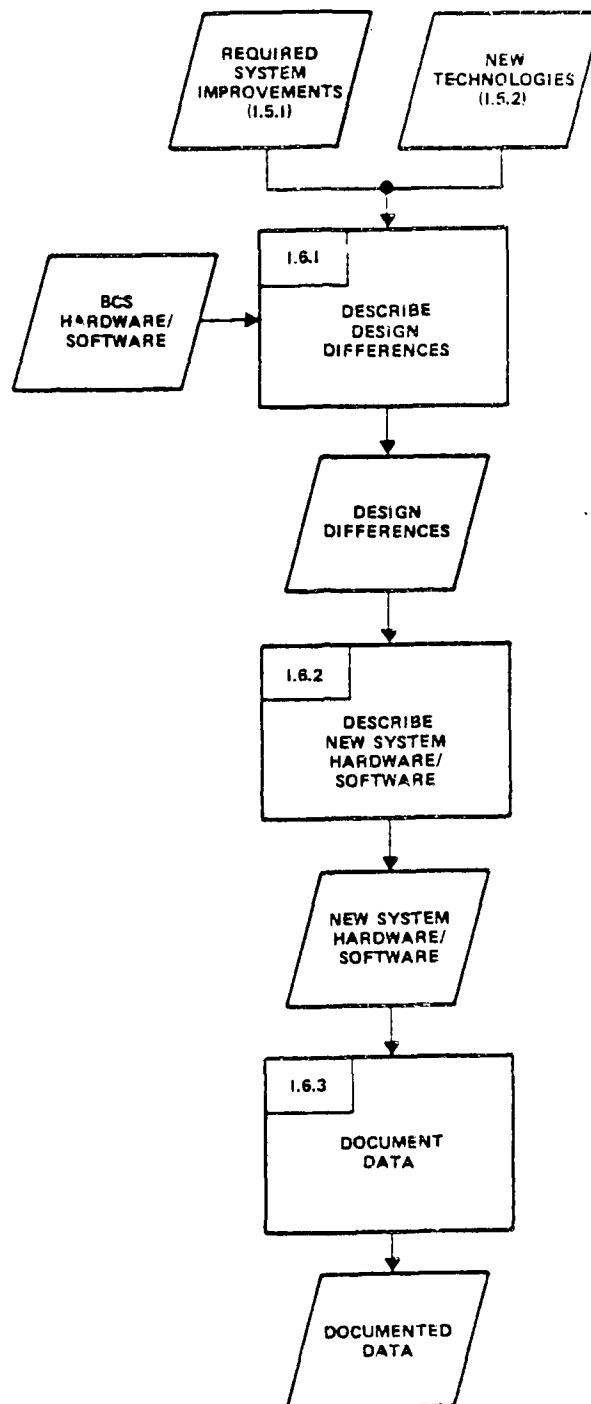 REQUIRED
SYSTEM
IMPROVEMENTS
(1.5.1)
NEW
TECHNOLOGIES
(1.5.2)
1.6.1
DESCRIBE
DESIGN
DIFFERENCES
BCS
HARDWARE/
SOFTWARE
DESIGN
DIFFERENCES
1.6.2
DESCRIBE
NEW SYSTEM
HARDWARE/
SOFTWARE
NEW SYSTEM
HARDWARE/
SOFTWARE
1.6.3
DOCUMENT
DATA
DOCUMENTED
DATA